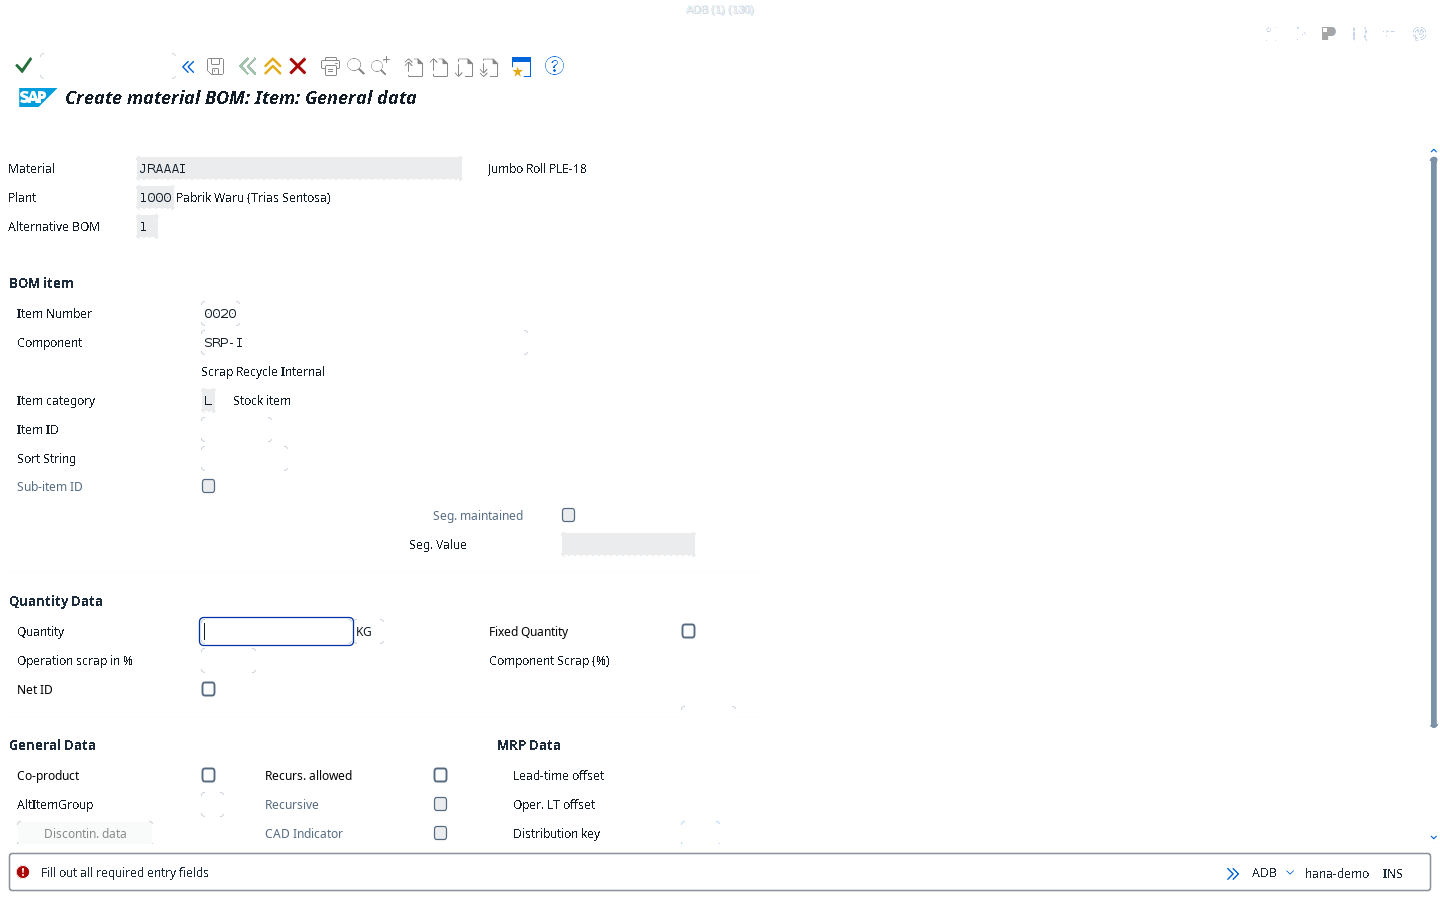 ADB (1) (130)
SAP Create material BOM: Item: General data
Material JRAAAI Jumbo Roll PLE-18
Plant 1000 Pabrik Waru (Trias Sentosa)
Alternative BOM 1
BOM item
Item Number 0020
Component SRP-I
Scrap Recycle Internal
Item category L Stock item
Item ID
Sort String
Sub-item ID
Seg. maintained
Seg. Value
Quantity Data
Quantity KG Fixed Quantity
Operation scrap in % Component Scrap (%)
Net ID
General Data MRP Data
Co-product Recurs. allowed Lead-time offset
AltItemGroup Recursive Oper. LT offset
Discontin. data CAD Indicator Distribution key
Fill out all required entry fields ADB hana-demo INS